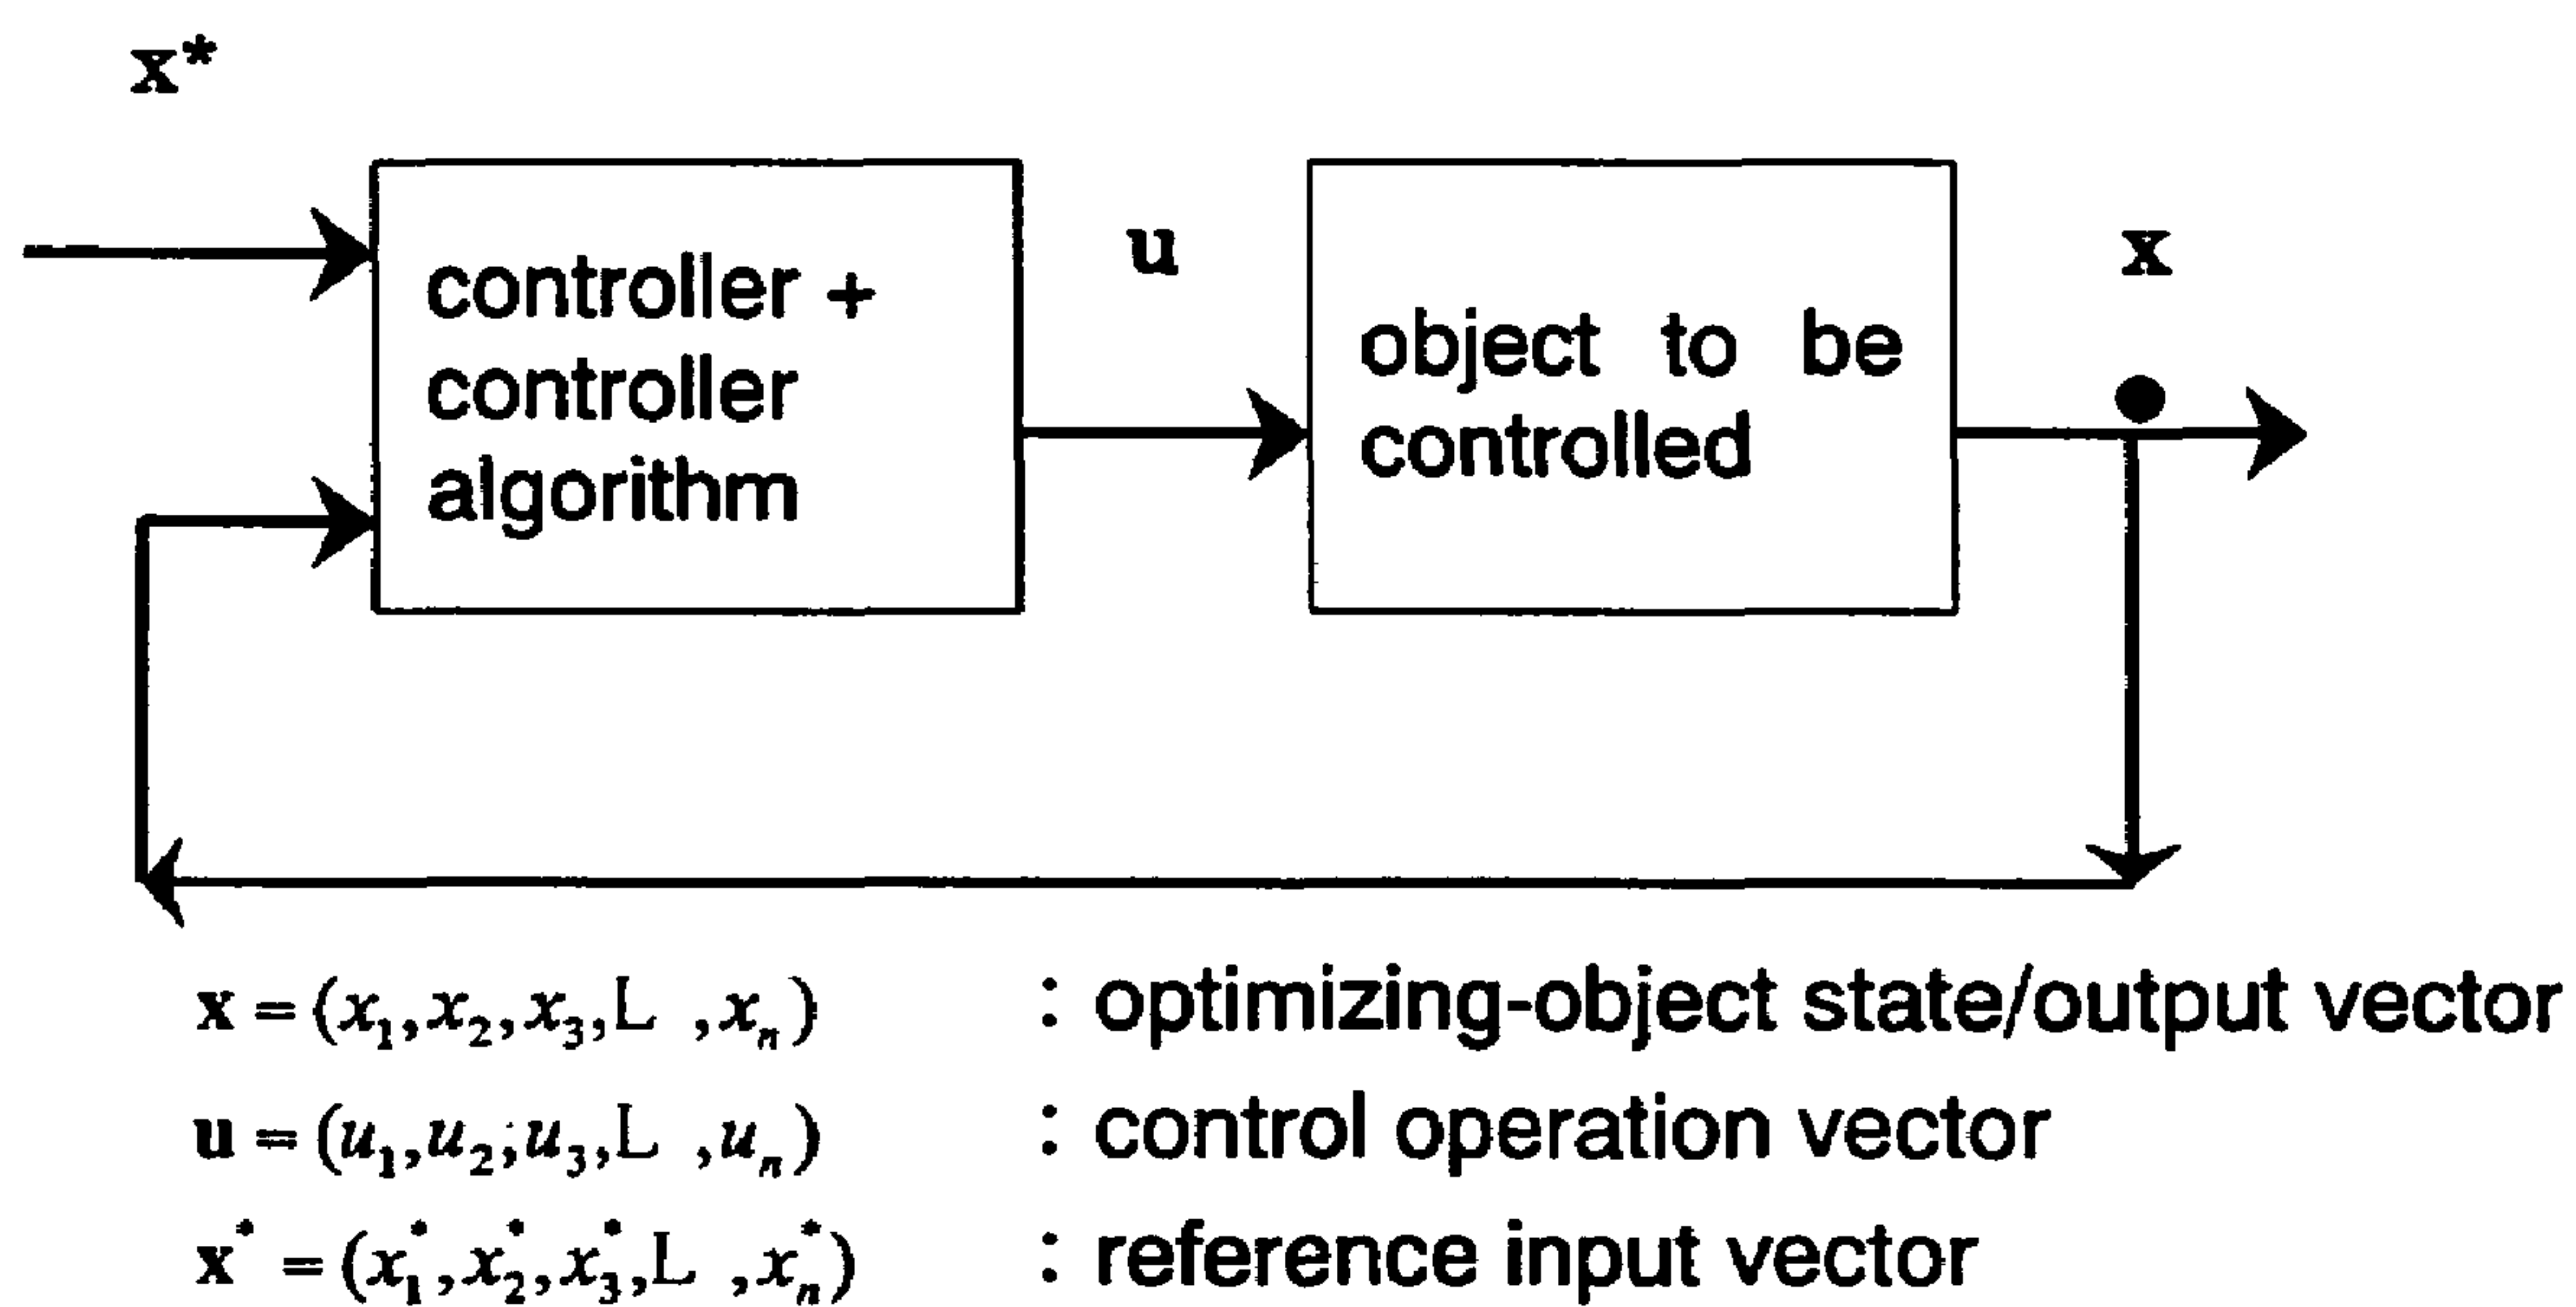 x*
controller +
controller
algorithm
u
object to be
controlled
x
x = (x₁, x₂, x₃, L , xₙ) : optimizing-object state/output vector
u = (u₁, u₂, u₃, L , uₙ) : control operation vector
x* = (x₁*, x₂*, x₃*, L , xₙ*) : reference input vector